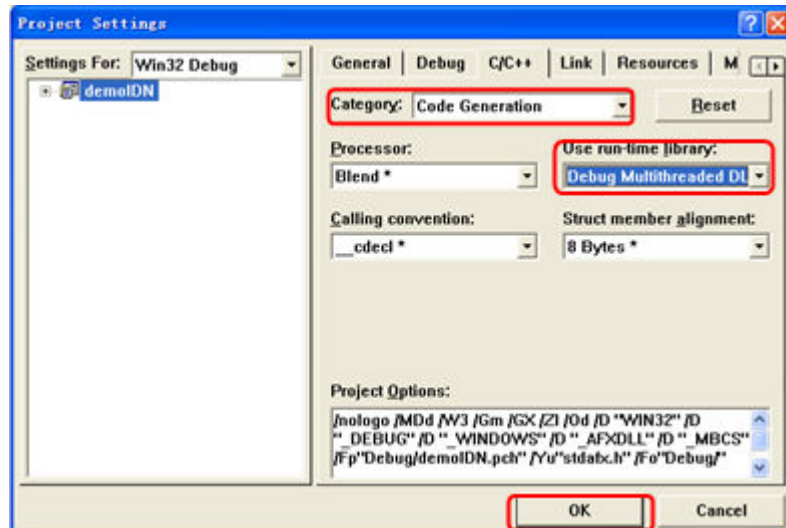 Project Settings
Settings For: Win32 Debug
demoIDN
General Debug C/C++ Link Resources M
Category: Code Generation Reset
Processor: Use run-time library:
Blend * Debug Multithreaded DL
Calling convention: Struct member alignment:
__cdecl * 8 Bytes *
Project Options:
/nologo /MDd /W3 /Gm /GX /ZI /Od /D "WIN32" /D
"_DEBUG" /D "_WINDOWS" /D "_AFXDLL" /D "_MBCS"
/Fp"Debug/demoIDN.pch" /Yu"stdafx.h" /Fo"Debug/"
OK Cancel